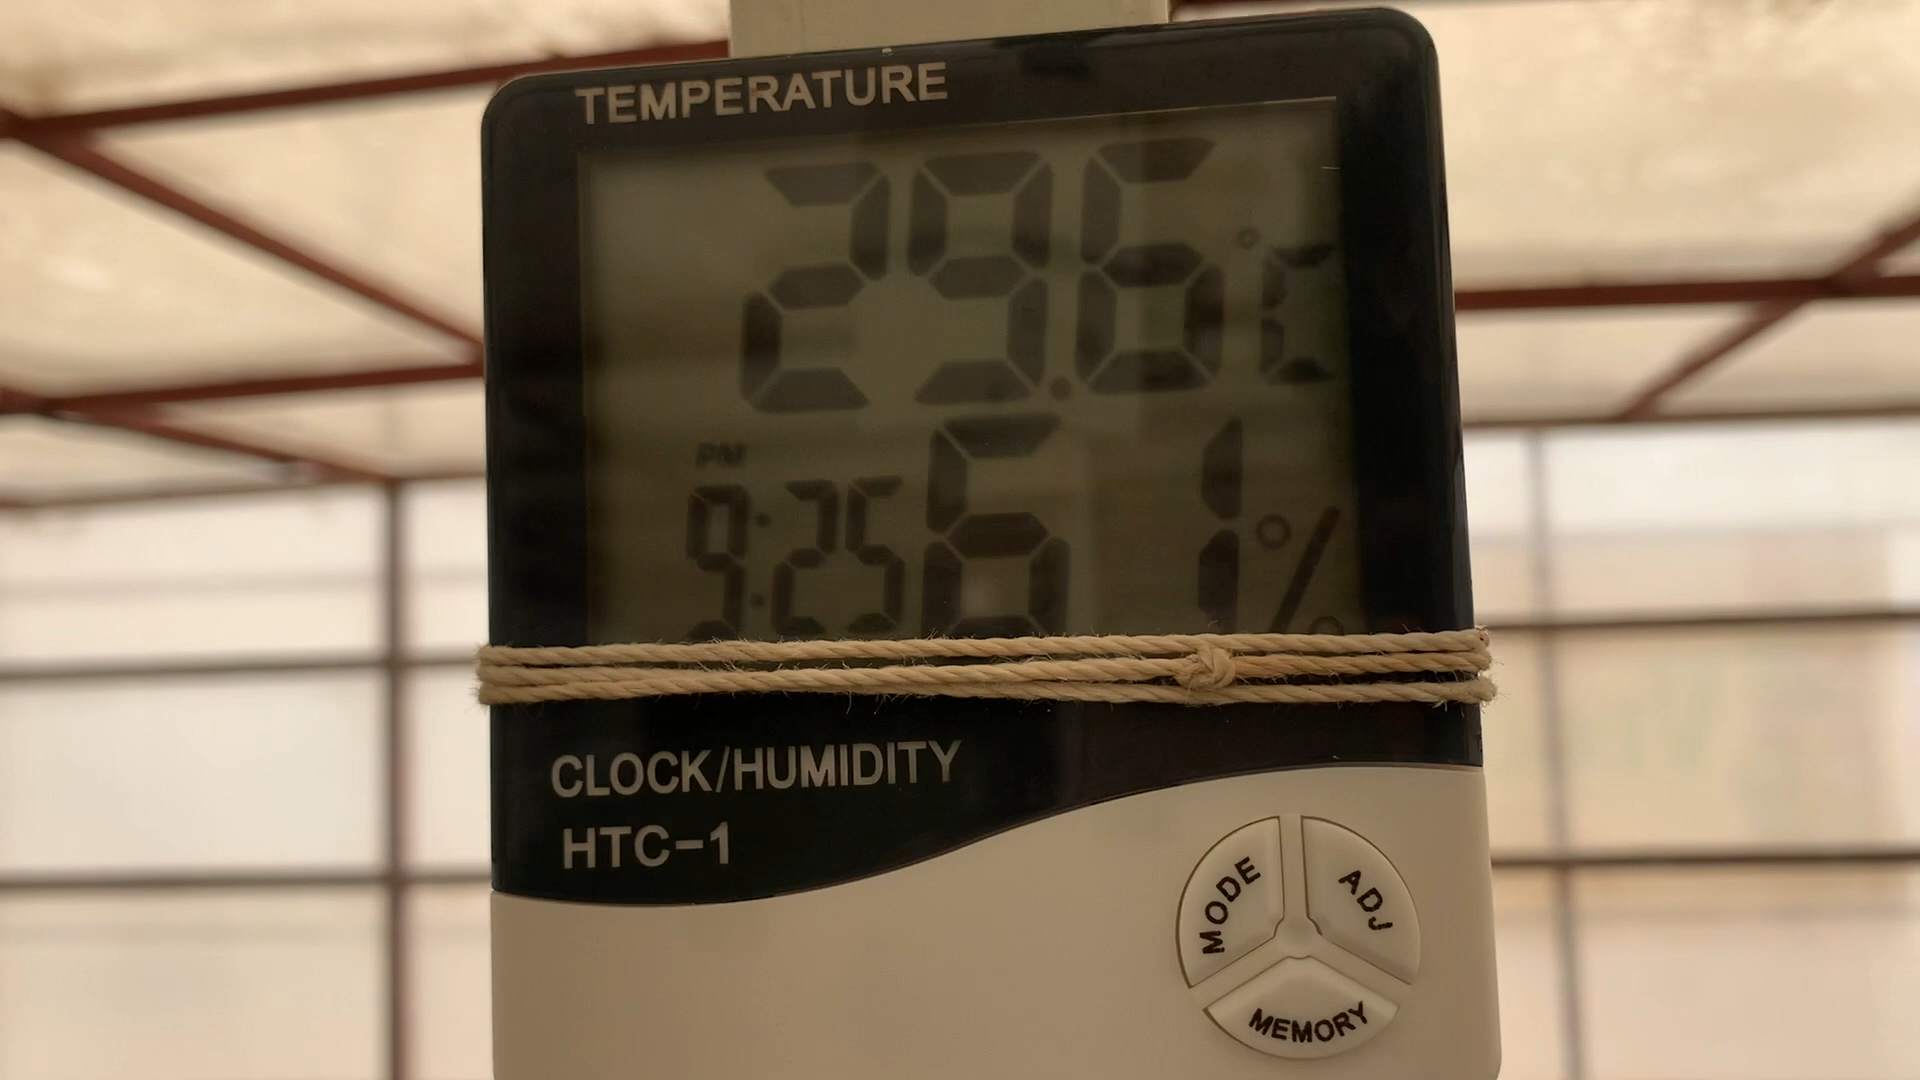 TEMPERATURE
29.6 °C
PM
9:25 61%
CLOCK/HUMIDITY
HTC-1
MODE
ADJ
MEMORY